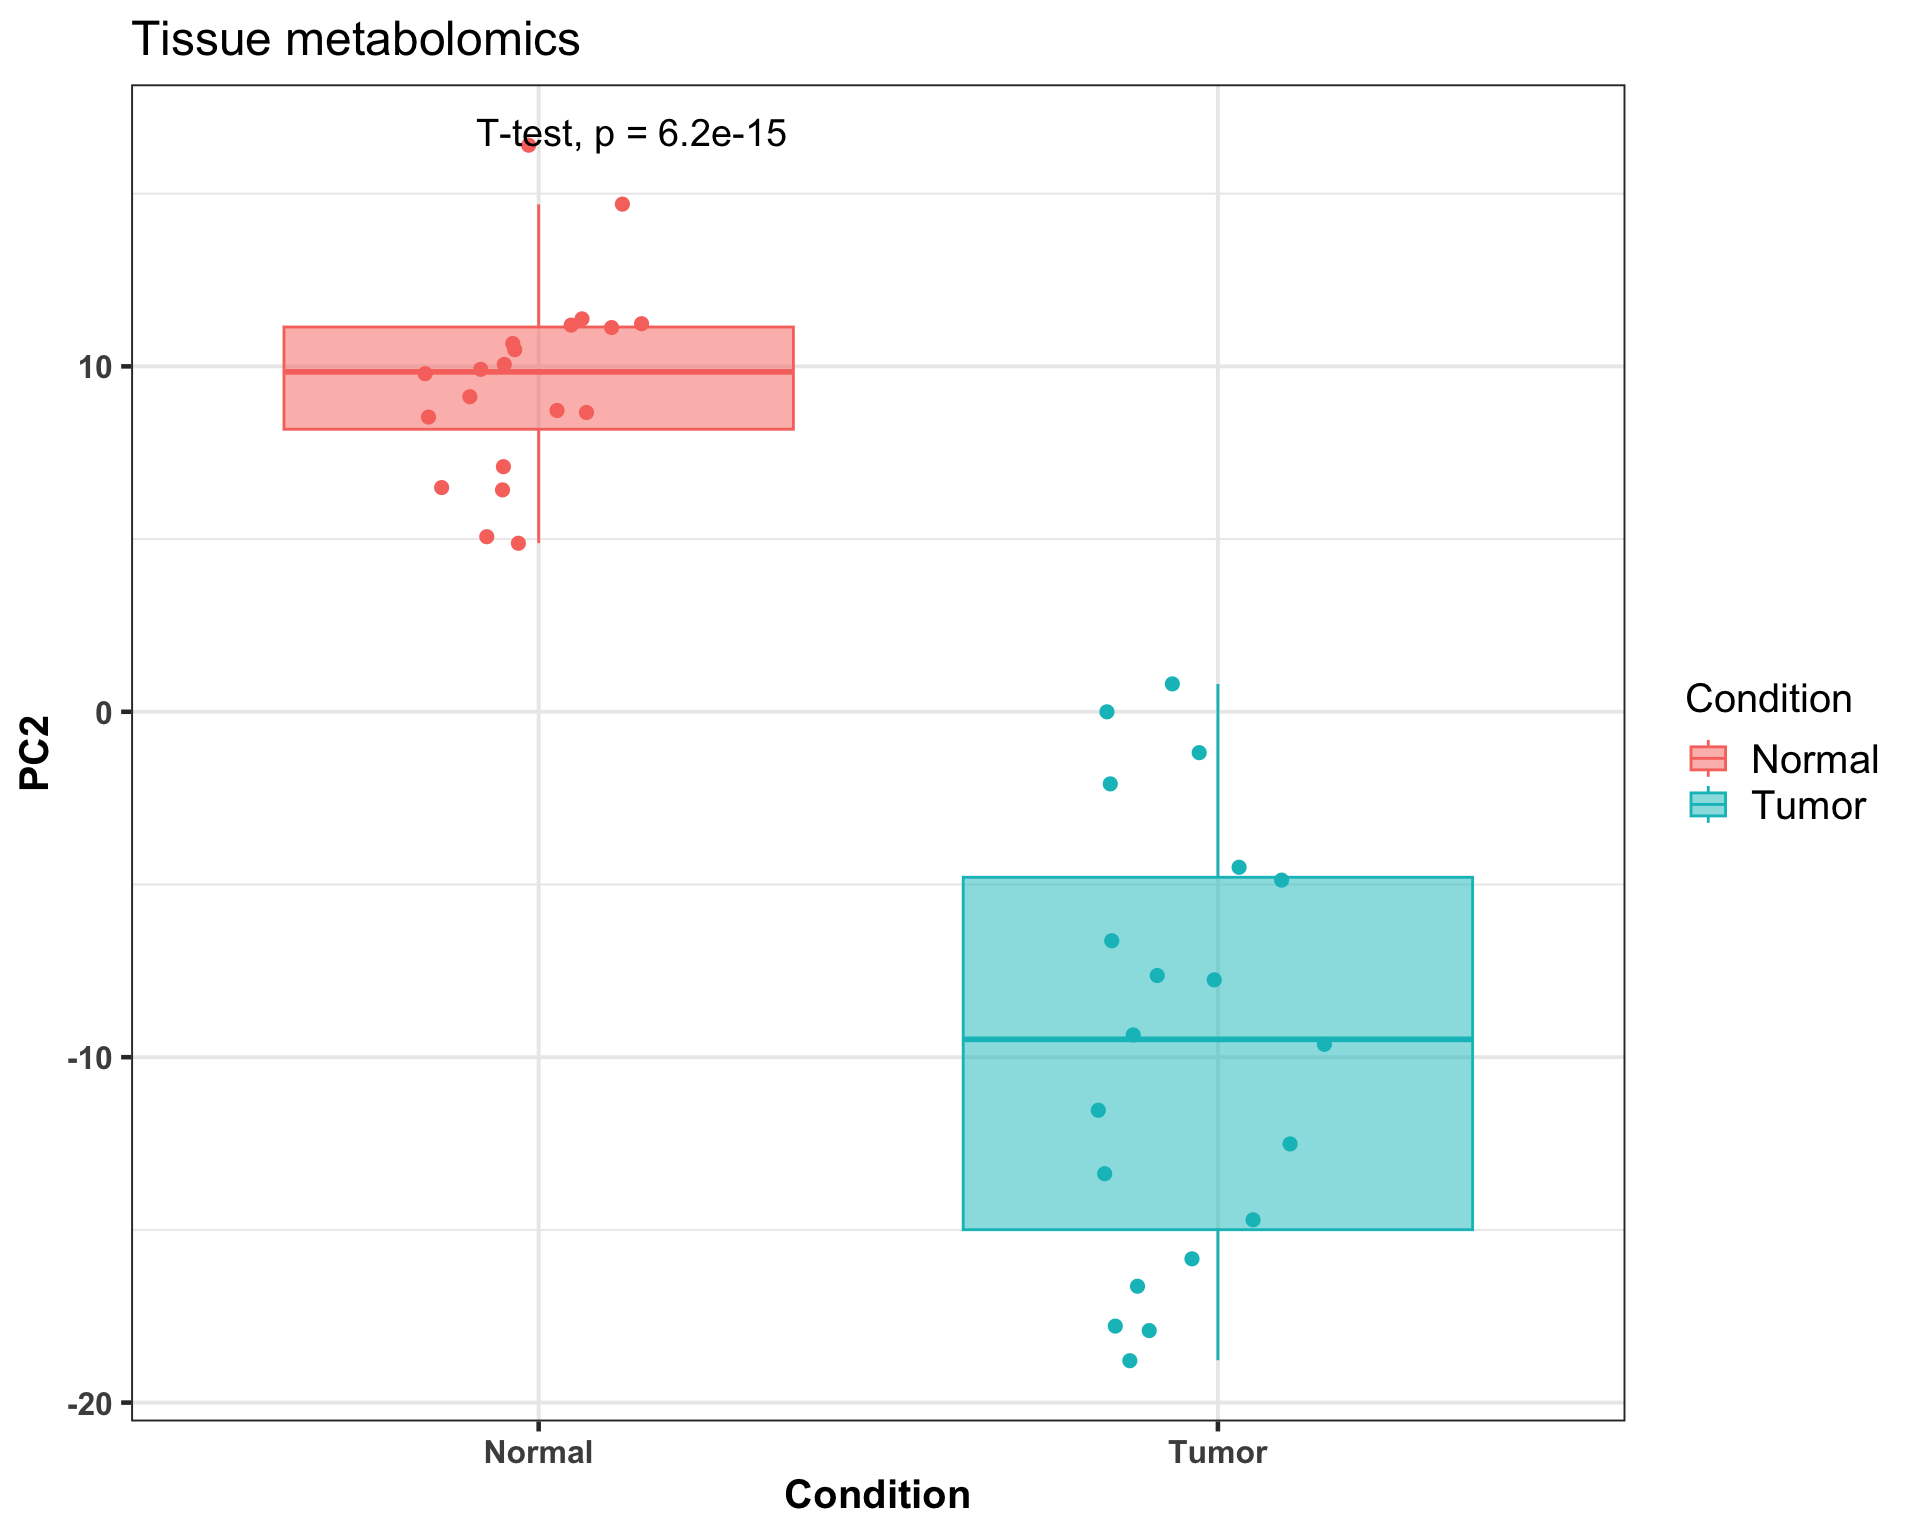 Tissue metabolomics
T-test, p = 6.2e-15
10
0
-10
-20
PC2
Normal
Tumor
Condition
Condition
Normal
Tumor